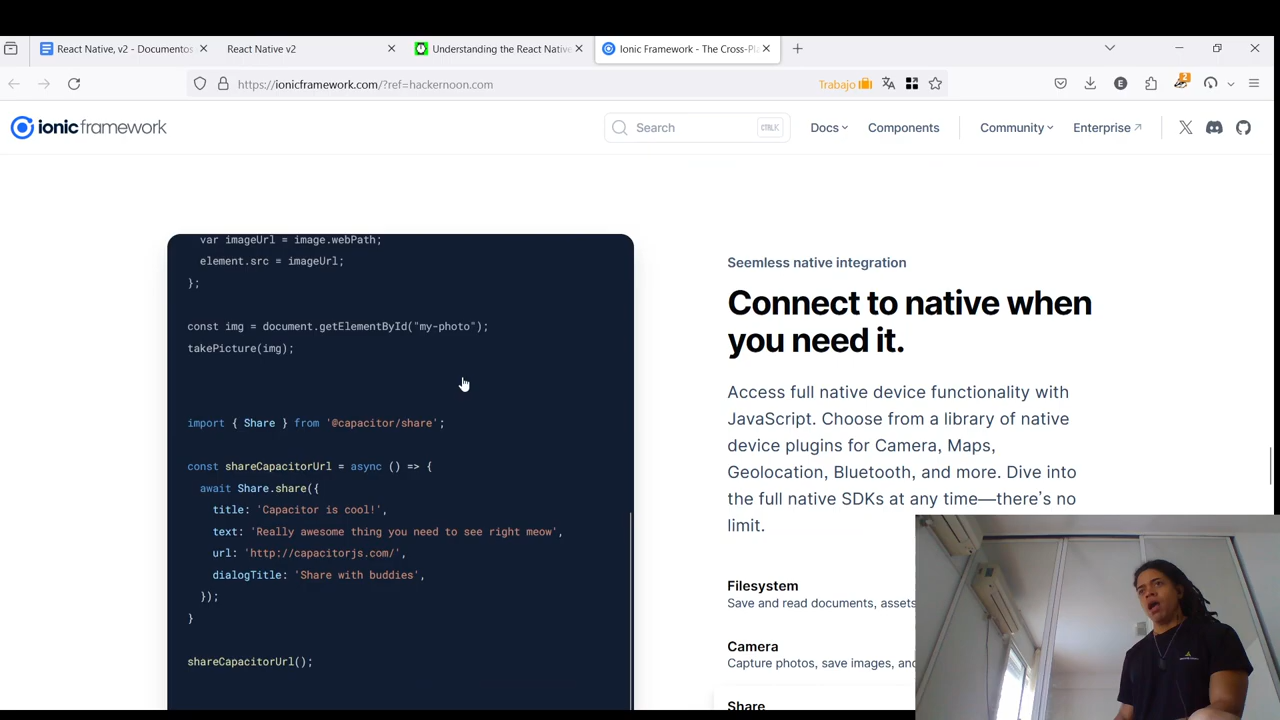 React Native, v2 - Documentos
React Native v2
Understanding the React Native
Ionic Framework - The Cross-Pl
https://ionicframework.com/?ref=hackernoon.com
Trabajo
2
ionicframework
Search
CTRL K
Docs
Components
Community
Enterprise
var imageUrl = image.webPath;
element.src = imageUrl;
};
const img = document.getElementById("my-photo");
takePicture(img);
import { Share } from '@capacitor/share';
const shareCapacitorUrl = async () => {
await Share.share({
title: 'Capacitor is cool!',
text: 'Really awesome thing you need to see right meow',
url: 'http://capacitorjs.com/',
dialogTitle: 'Share with buddies',
});
}
shareCapacitorUrl();
Seemless native integration
Connect to native when
you need it.
Access full native device functionality with
JavaScript. Choose from a library of native
device plugins for Camera, Maps,
Geolocation, Bluetooth, and more. Dive into
the full native SDKs at any time—there's no
limit.
Filesystem
Save and read documents, assets
Camera
Capture photos, save images, and
Share